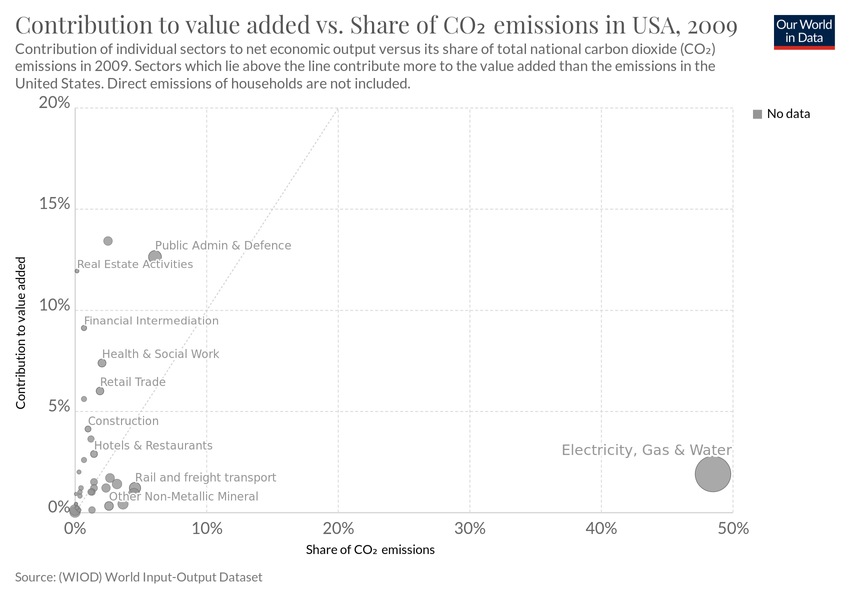 Contribution to value added vs. Share of CO₂ emissions in USA, 2009
Our World
in Data
Contribution of individual sectors to net economic output versus its share of total national carbon dioxide (CO₂)
emissions in 2009. Sectors which lie above the line contribute more to the value added than the emissions in the
United States. Direct emissions of households are not included.
20%
No data
15%
Public Admin & Defence
Real Estate Activities
Contribution to value added
10%
Financial Intermediation
Health & Social Work
Retail Trade
5%
Construction
Hotels & Restaurants
Electricity, Gas & Water
Rail and freight transport
Other Non-Metallic Mineral
0%
0%
10%
20%
30%
40%
50%
Share of CO₂ emissions
Source: (WIOD) World Input-Output Dataset